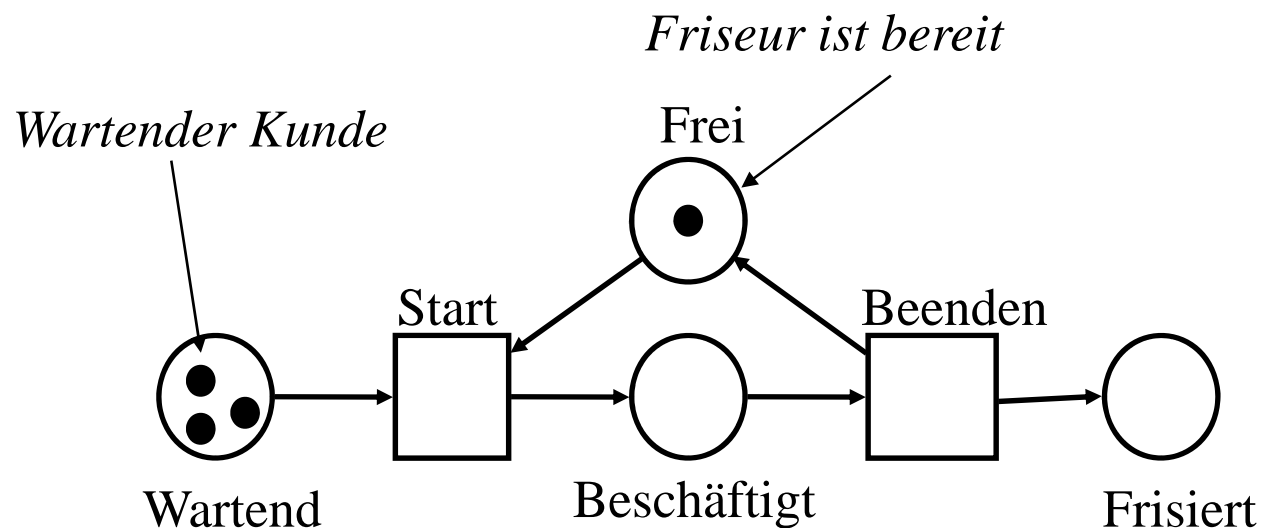 Friseur ist bereit
Wartender Kunde
Frei
Start
Beenden
Wartend
Beschäftigt
Frisiert